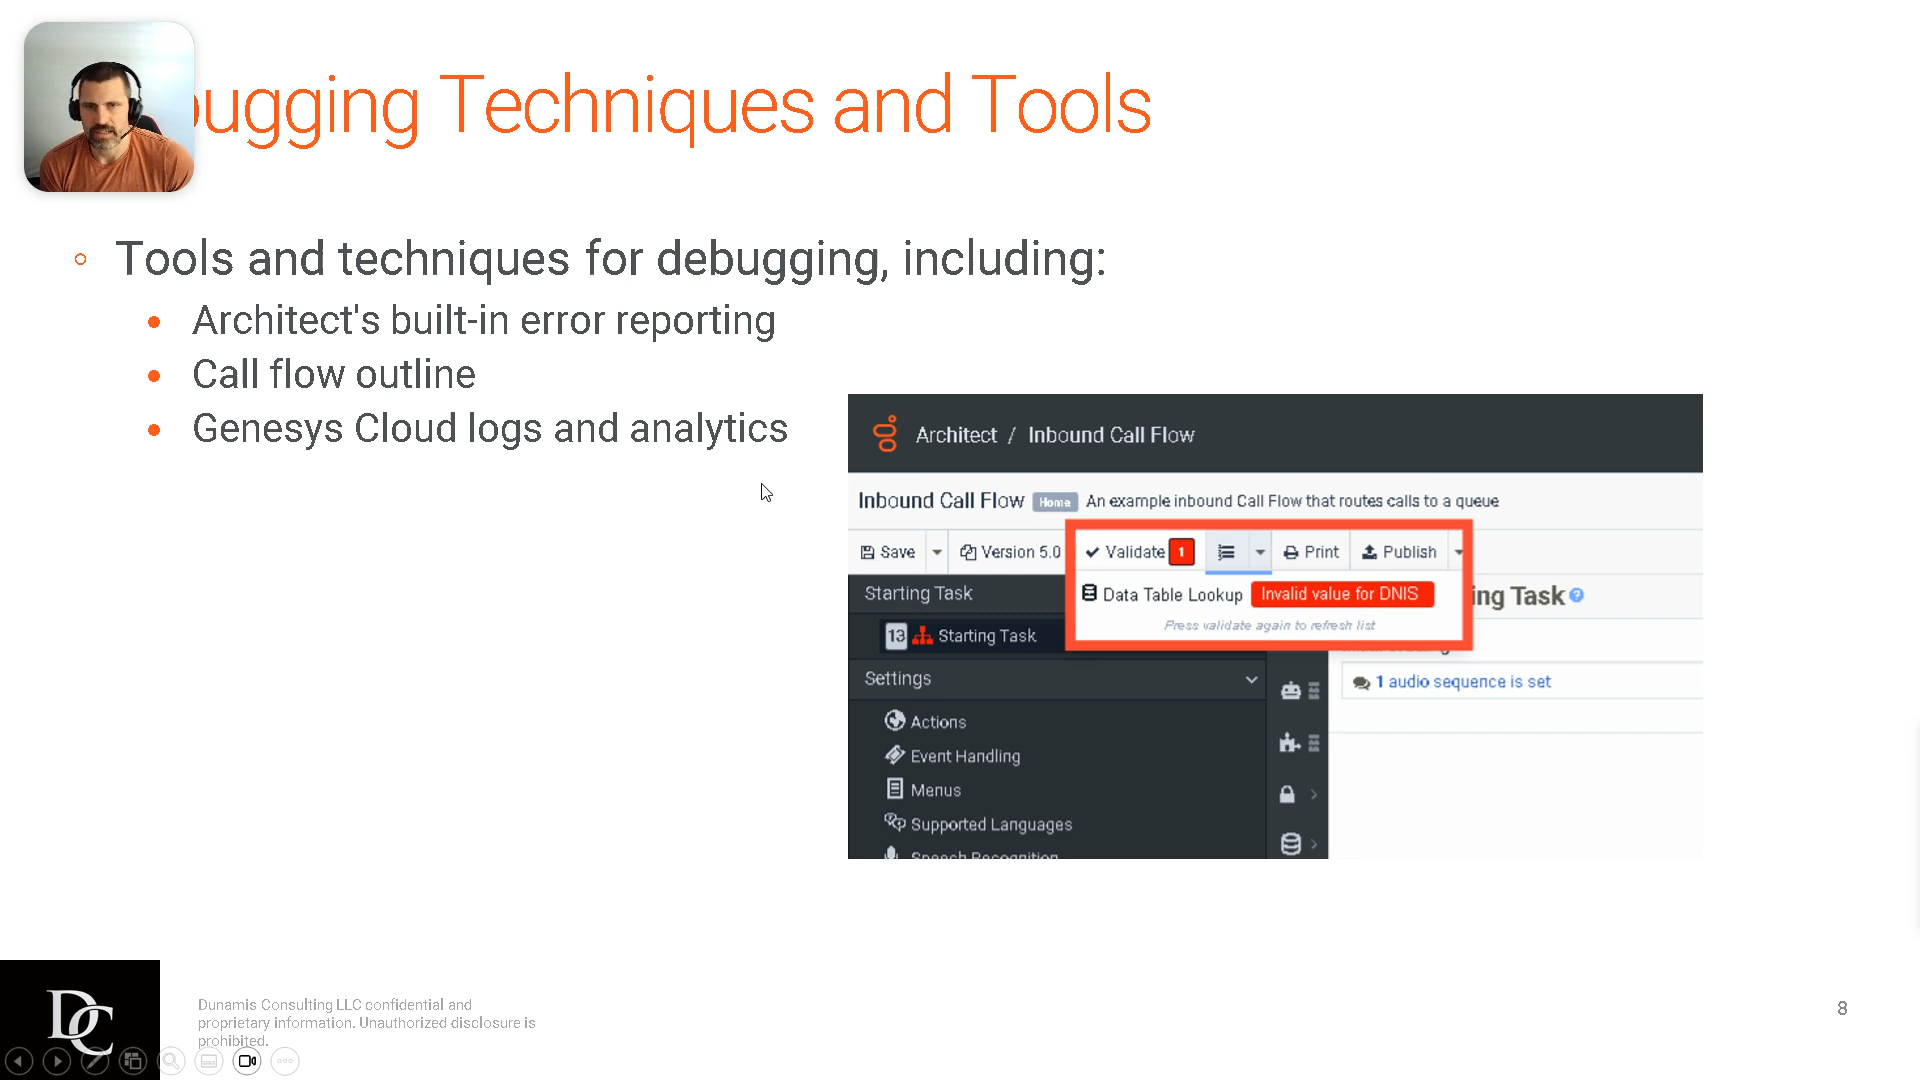 bugging Techniques and Tools
Tools and techniques for debugging, including:
Architect's built-in error reporting
Call flow outline
Genesys Cloud logs and analytics
Architect / Inbound Call Flow
Inbound Call Flow Home An example inbound Call Flow that routes calls to a queue
Save Version 5.0 Validate 1 Print Publish
Starting Task
Data Table Lookup Invalid value for DNIS
ing Task
Press validate again to refresh list
13 Starting Task
Settings
1 audio sequence is set
Actions
Event Handling
Menus
Supported Languages
Speech Recognition
DC
Dunamis Consulting LLC confidential and
proprietary information. Unauthorized disclosure is
prohibited.
8